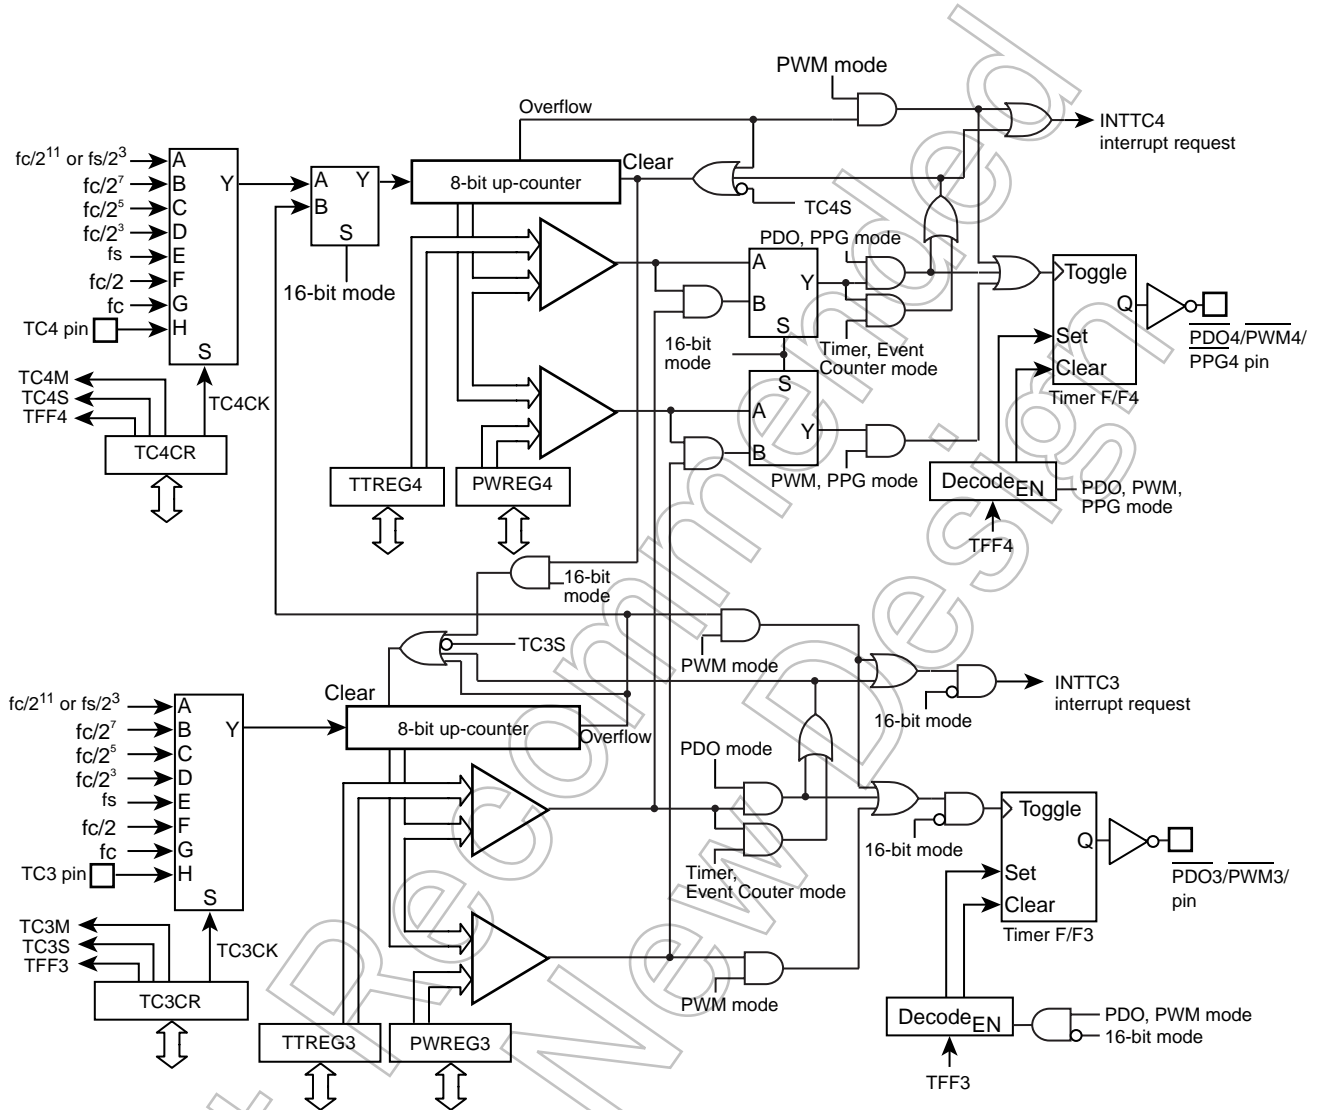 PWM mode
Overflow
INTTC4
interrupt request
fc/2¹¹ or fs/2³
fc/2⁷
fc/2⁵
fc/2³
fs
fc/2
fc
TC4 pin
A
B
C
D
E
F
G
H
Y
S
A
B
Y
S
16-bit mode
8-bit up-counter
Clear
TC4S
PDO, PPG mode
A
B
Y
S
16-bit
mode
Timer, Event
Counter mode
S
A
Y
B
PWM, PPG mode
Toggle
Q
Set
Clear
Timer F/F4
PDO4/PWM4/
PPG4 pin
TC4M
TC4S
TFF4
TC4CK
TC4CR
TTREG4
PWREG4
Decode EN
PDO, PWM,
PPG mode
TFF4
16-bit
mode
TC3S
PWM mode
INTTC3
interrupt request
16-bit mode
Clear
8-bit up-counter
Overflow
fc/2¹¹ or fs/2³
fc/2⁷
fc/2⁵
fc/2³
fs
fc/2
fc
TC3 pin
A
B
C
D
E
F
G
H
Y
S
PDO mode
Timer,
Event Couter mode
16-bit mode
Toggle
Q
Set
Clear
Timer F/F3
PDO3/PWM3/
pin
TC3M
TC3S
TFF3
TC3CK
TC3CR
TTREG3
PWREG3
PWM mode
Decode EN
PDO, PWM mode
16-bit mode
TFF3
Recommended
New Design